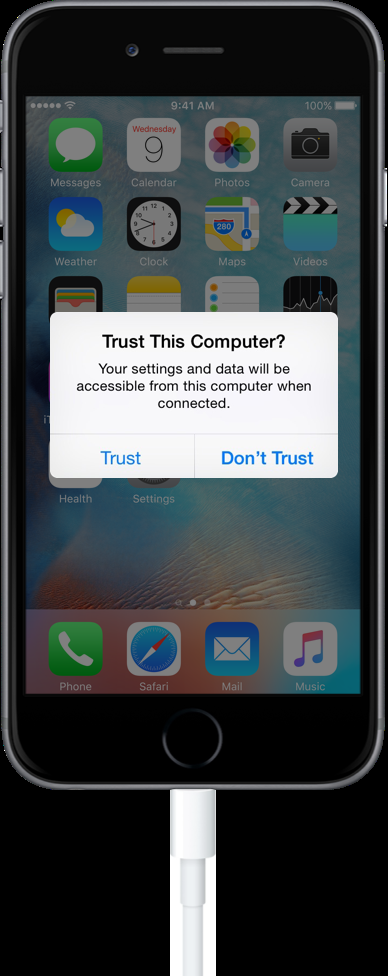 9:41 AM 100%
Wednesday
9
Messages Calendar Photos Camera
280
Weather Clock Maps Videos
Trust This Computer?
Your settings and data will be
accessible from this computer when
connected.
Trust Don't Trust
Health Settings
Phone Safari Mail Music